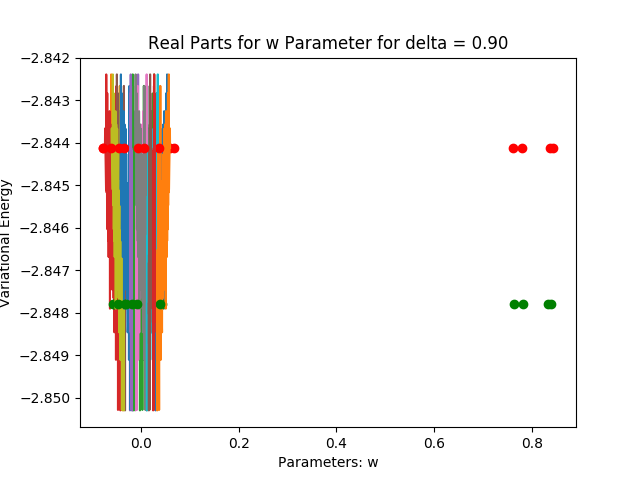 Real Parts for w Parameter for delta = 0.90
−2.842
−2.843
−2.844
−2.845
−2.846
−2.847
−2.848
−2.849
−2.850
Variational Energy
0.0 0.2 0.4 0.6 0.8
Parameters: w